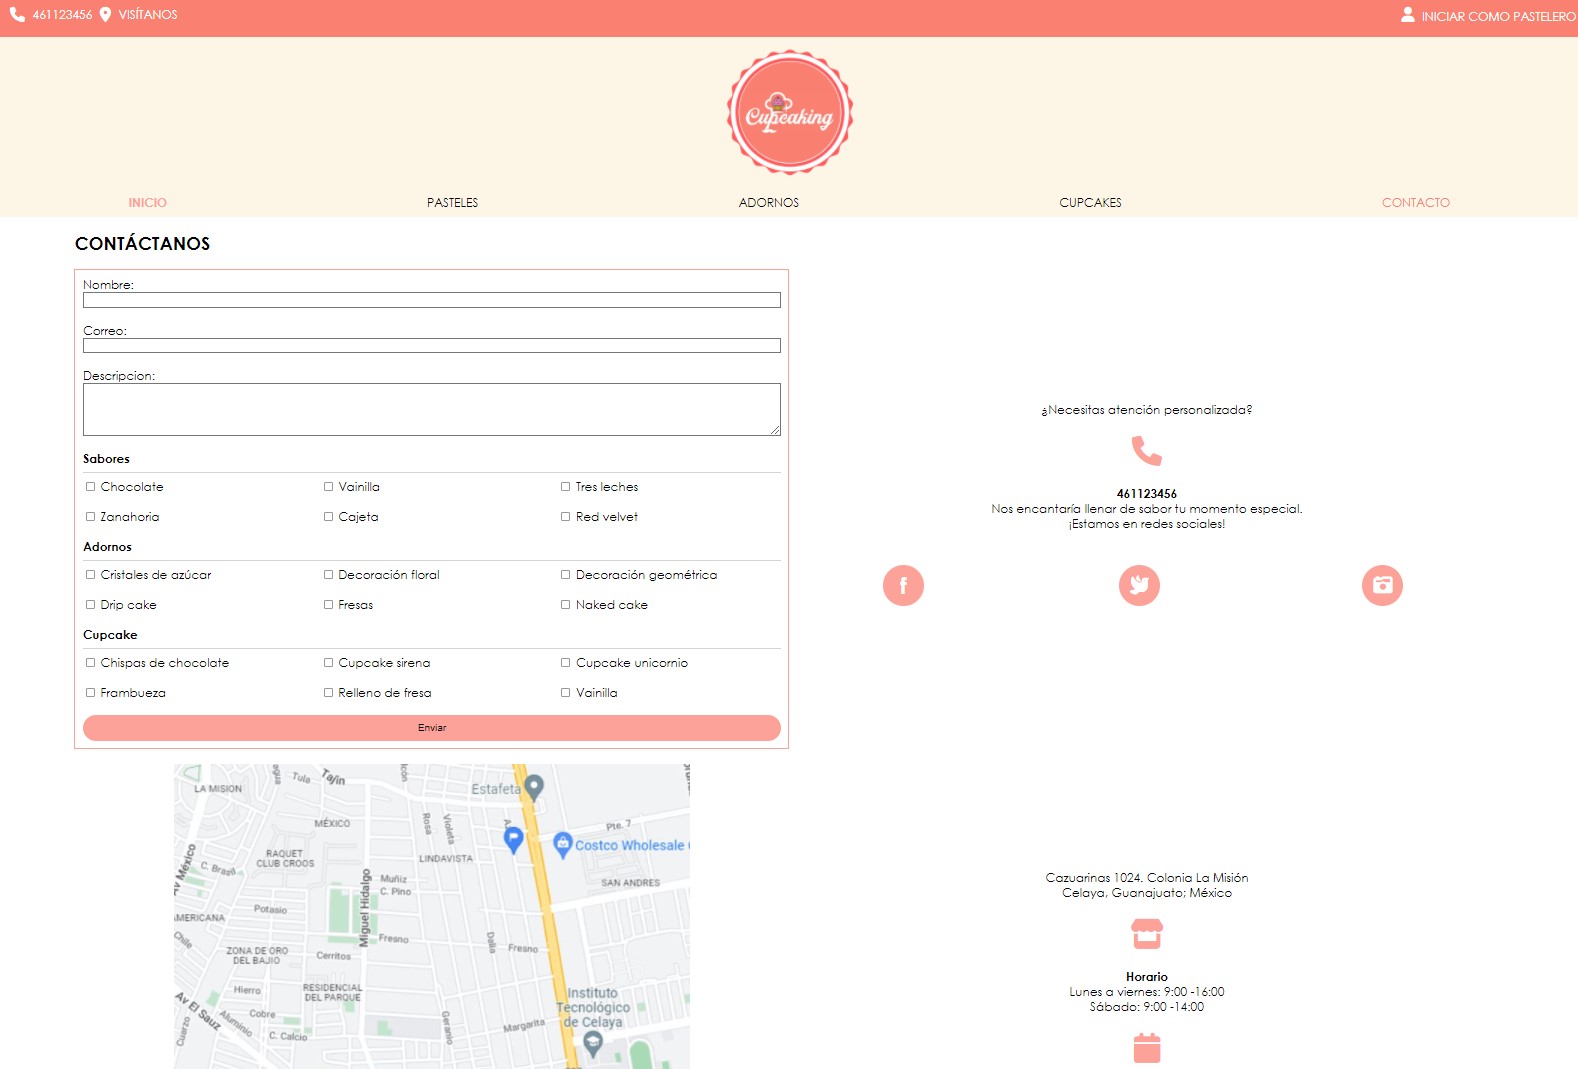 461123456 VISÍTANOS
INICIAR COMO PASTELERO
Cupcaking
INICIO PASTELES ADORNOS CUPCAKES CONTACTO
CONTÁCTANOS
Nombre:
Correo:
Descripcion:
Sabores
Chocolate Vainilla Tres leches
Zanahoria Cajeta Red velvet
Adornos
Cristales de azúcar Decoración floral Decoración geométrica
Drip cake Fresas Naked cake
Cupcake
Chispas de chocolate Cupcake sirena Cupcake unicornio
Frambueza Relleno de fresa Vainilla
Enviar
¿Necesitas atención personalizada?
461123456
Nos encantaría llenar de sabor tu momento especial.
¡Estamos en redes sociales!
f
LA MISION
Tula
Tajín
Estafeta
MÉXICO
Rosa
Violeta
Pte. 7
Costco Wholesale
LINDAVISTA
RAQUET
CLUB CROOS
Av México
C. Brasil
Muñiz
C. Pino
SAN ANDRES
Miguel Hidalgo
Potasio
AMERICANA
Chile
Fresno
Dalia
Fresno
ZONA DE ORO
DEL BAJIO
Cerritos
Hierro
RESIDENCIAL
DEL PARQUE
Av El Sauz
Aluminio
Cobre
C. Calcio
Cuarzo
Geranio
Margarita
Instituto
Tecnológico
de Celaya
Cazuarinas 1024. Colonia La Misión
Celaya, Guanajuato; México
Horario
Lunes a viernes: 9:00 -16:00
Sábado: 9:00 -14:00